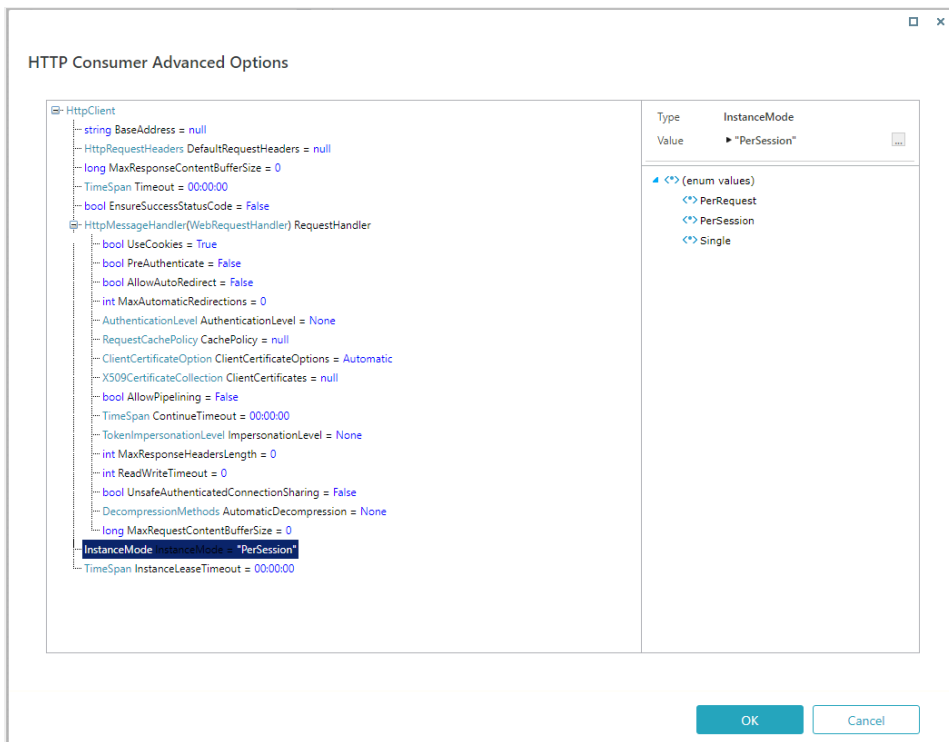 HTTP Consumer Advanced Options
HttpClient
string BaseAddress = null
HttpRequestHeaders DefaultRequestHeaders = null
long MaxResponseContentBufferSize = 0
TimeSpan Timeout = 00:00:00
bool EnsureSuccessStatusCode = False
HttpMessageHandler(WebRequestHandler) RequestHandler
bool UseCookies = True
bool PreAuthenticate = False
bool AllowAutoRedirect = False
int MaxAutomaticRedirections = 0
AuthenticationLevel AuthenticationLevel = None
RequestCachePolicy CachePolicy = null
ClientCertificateOption ClientCertificateOptions = Automatic
X509CertificateCollection ClientCertificates = null
bool AllowPipelining = False
TimeSpan ContinueTimeout = 00:00:00
TokenImpersonationLevel ImpersonationLevel = None
int MaxResponseHeadersLength = 0
int ReadWriteTimeout = 0
bool UnsafeAuthenticatedConnectionSharing = False
DecompressionMethods AutomaticDecompression = None
long MaxRequestContentBufferSize = 0
InstanceMode InstanceMode = "PerSession"
TimeSpan InstanceLeaseTimeout = 00:00:00
Type InstanceMode
Value "PerSession" ...
(enum values)
PerRequest
PerSession
Single
OK Cancel